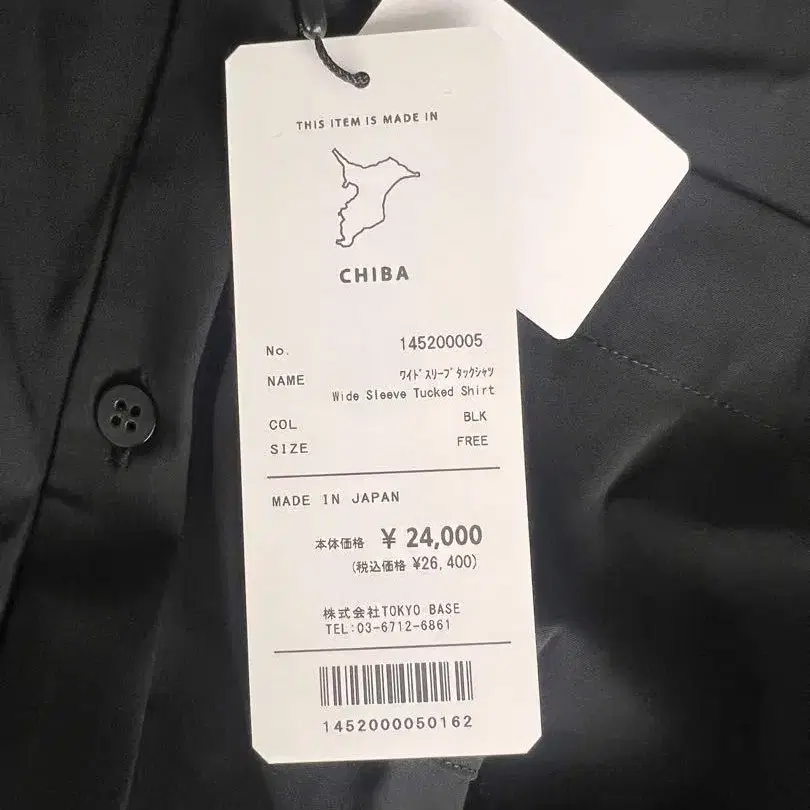 THIS ITEM IS MADE IN
CHIBA
No. 145200005
NAME ﾜｲﾄﾞｽﾘｰﾌﾞﾀｯｸｼｬﾂ
Wide Sleeve Tucked Shirt
COL BLK
SIZE FREE
MADE IN JAPAN
本体価格 ¥ 24,000
(税込価格 ¥26,400)
株式会社TOKYO BASE
TEL:03-6712-6861
1452000050162